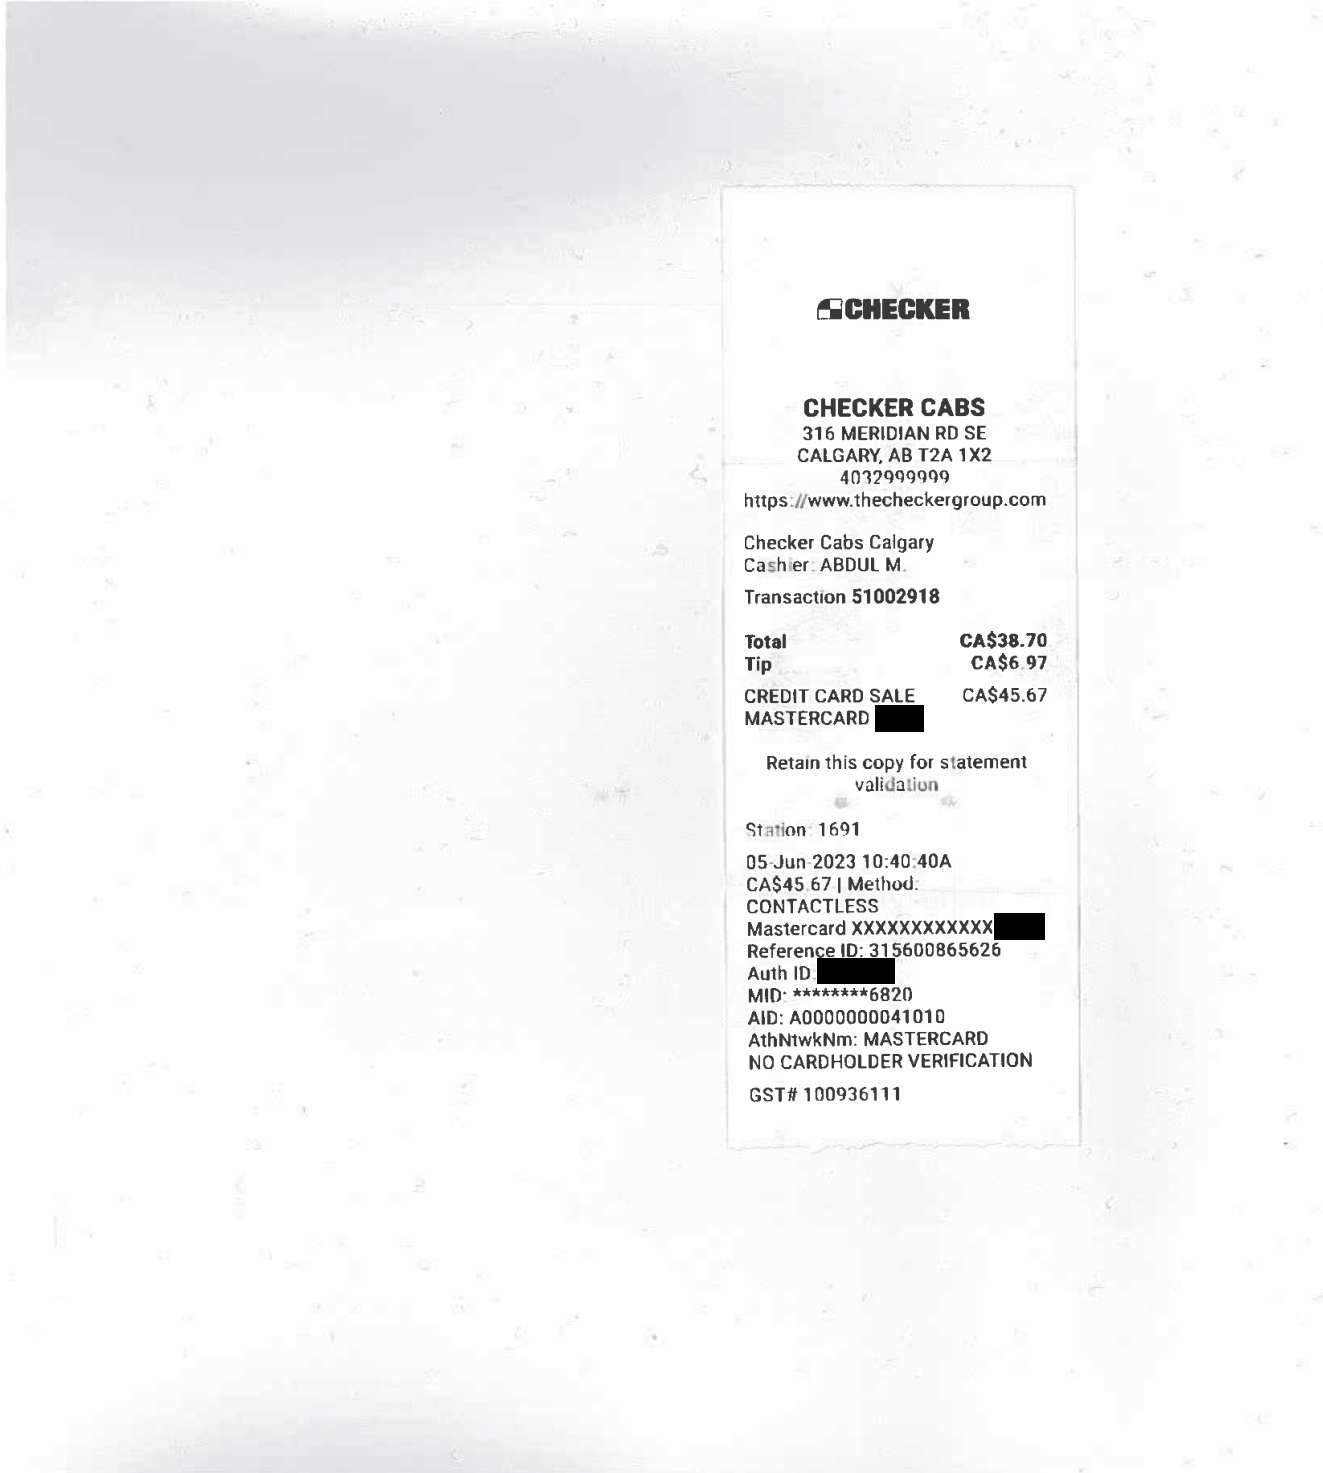 CHECKER
CHECKER CABS
316 MERIDIAN RD SE
CALGARY, AB T2A 1X2
4032999999
https://www.thecheckergroup.com
Checker Cabs Calgary
Cashier: ABDUL M.
Transaction 51002918
Total CA$38.70
Tip CA$6.97
CREDIT CARD SALE CA$45.67
MASTERCARD
Retain this copy for statement
validation
Station: 1691
05-Jun-2023 10:40:40A
CA$45.67 | Method:
CONTACTLESS
Mastercard XXXXXXXXXXXX
Reference ID: 315600865626
Auth ID:
MID: ********6820
AID: A0000000041010
AthNtwkNm: MASTERCARD
NO CARDHOLDER VERIFICATION
GST# 100936111